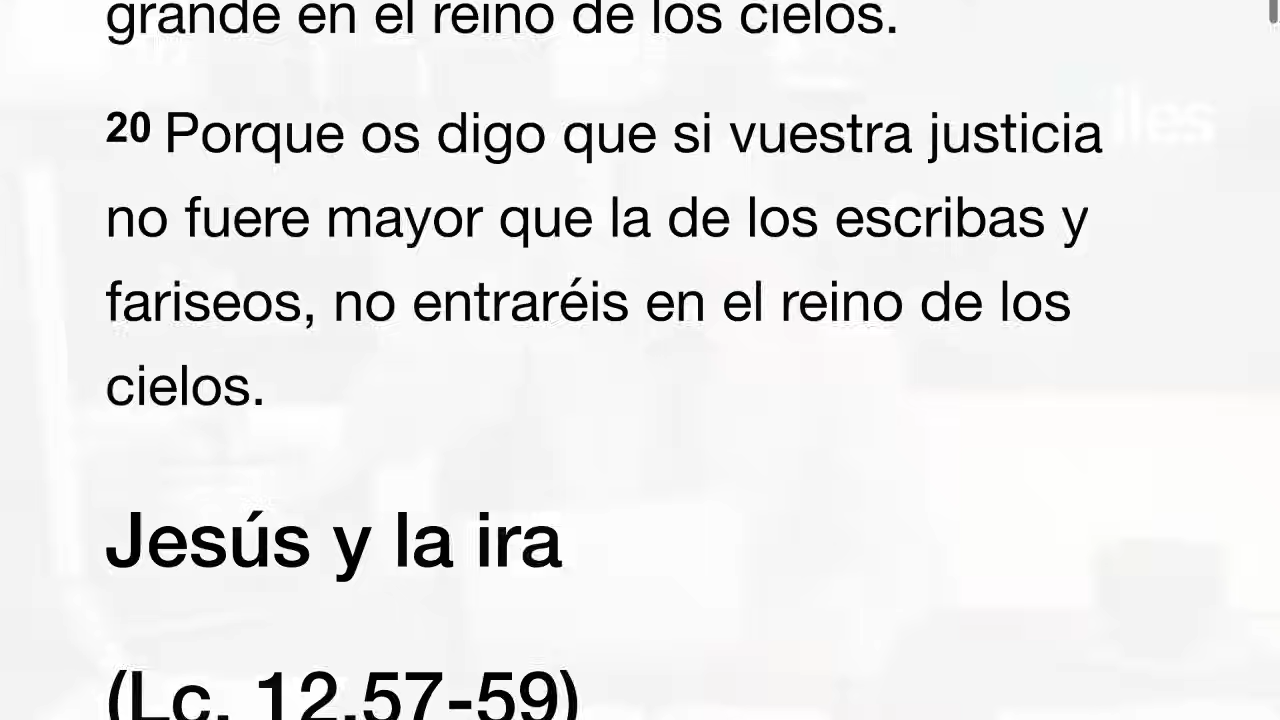 grande en el reino de los cielos.
20 Porque os digo que si vuestra justicia
no fuere mayor que la de los escribas y
fariseos, no entraréis en el reino de los
cielos.
Jesús y la ira
(Lc. 12.57-59)